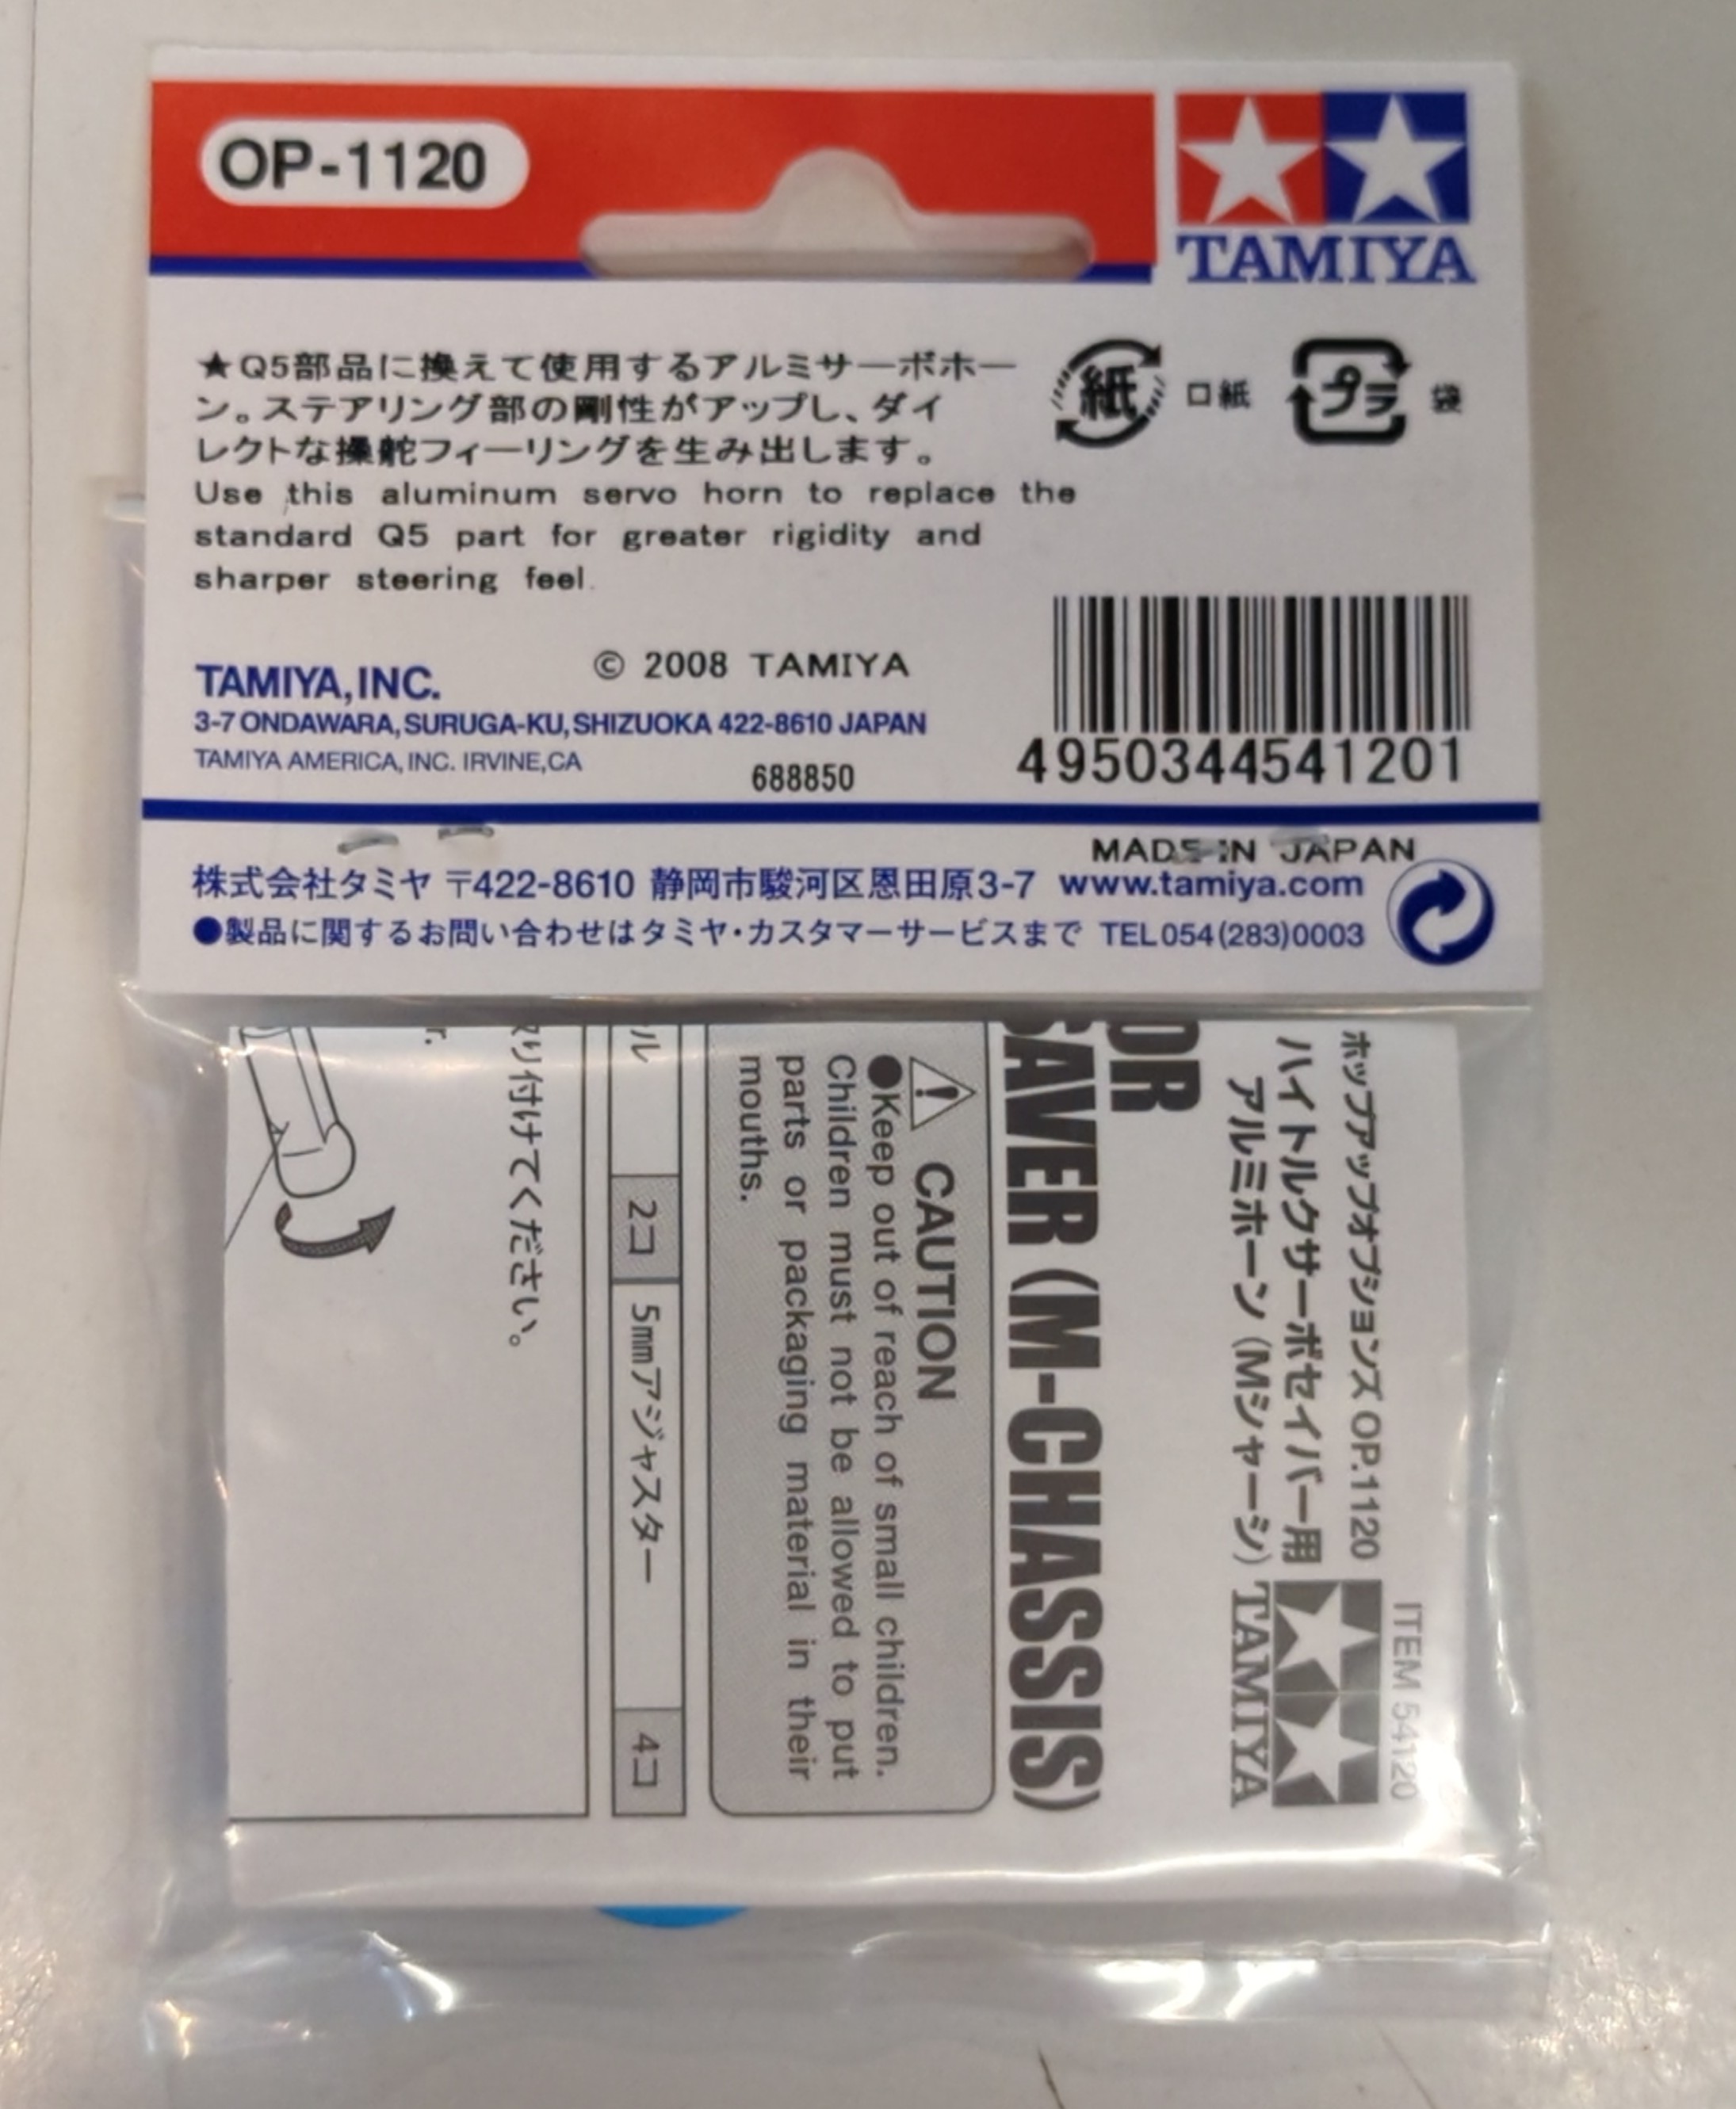 OP-1120
TAMIYA
★Q5部品に換えて使用するアルミサーボホー
ン。ステアリング部の剛性がアップし、ダイ
レクトな操舵フィーリングを生み出します。
紙 口紙 プラ 袋
Use this aluminum servo horn to replace the
standard Q5 part for greater rigidity and
sharper steering feel.
TAMIYA, INC.
© 2008 TAMIYA
3-7 ONDAWARA, SURUGA-KU, SHIZUOKA 422-8610 JAPAN
TAMIYA AMERICA, INC. IRVINE, CA
688850
4950344541201
MADE IN JAPAN
株式会社タミヤ 〒422-8610 静岡市駿河区恩田原3-7 www.tamiya.com
●製品に関するお問い合わせはタミヤ・カスタマーサービスまで TEL 054(283)0003
ITEM 54120
ホップアップオプションズ OP.1120
ハイトルクサーボセイバー用
アルミホーン (Mシャーシ)
TAMIYA
OR
SAVER (M-CHASSIS)
CAUTION
●Keep out of reach of small children.
Children must not be allowed to put
parts or packaging material in their
mouths.
ル 2コ 5mmアジャスター 4コ
り付けてください。
r.